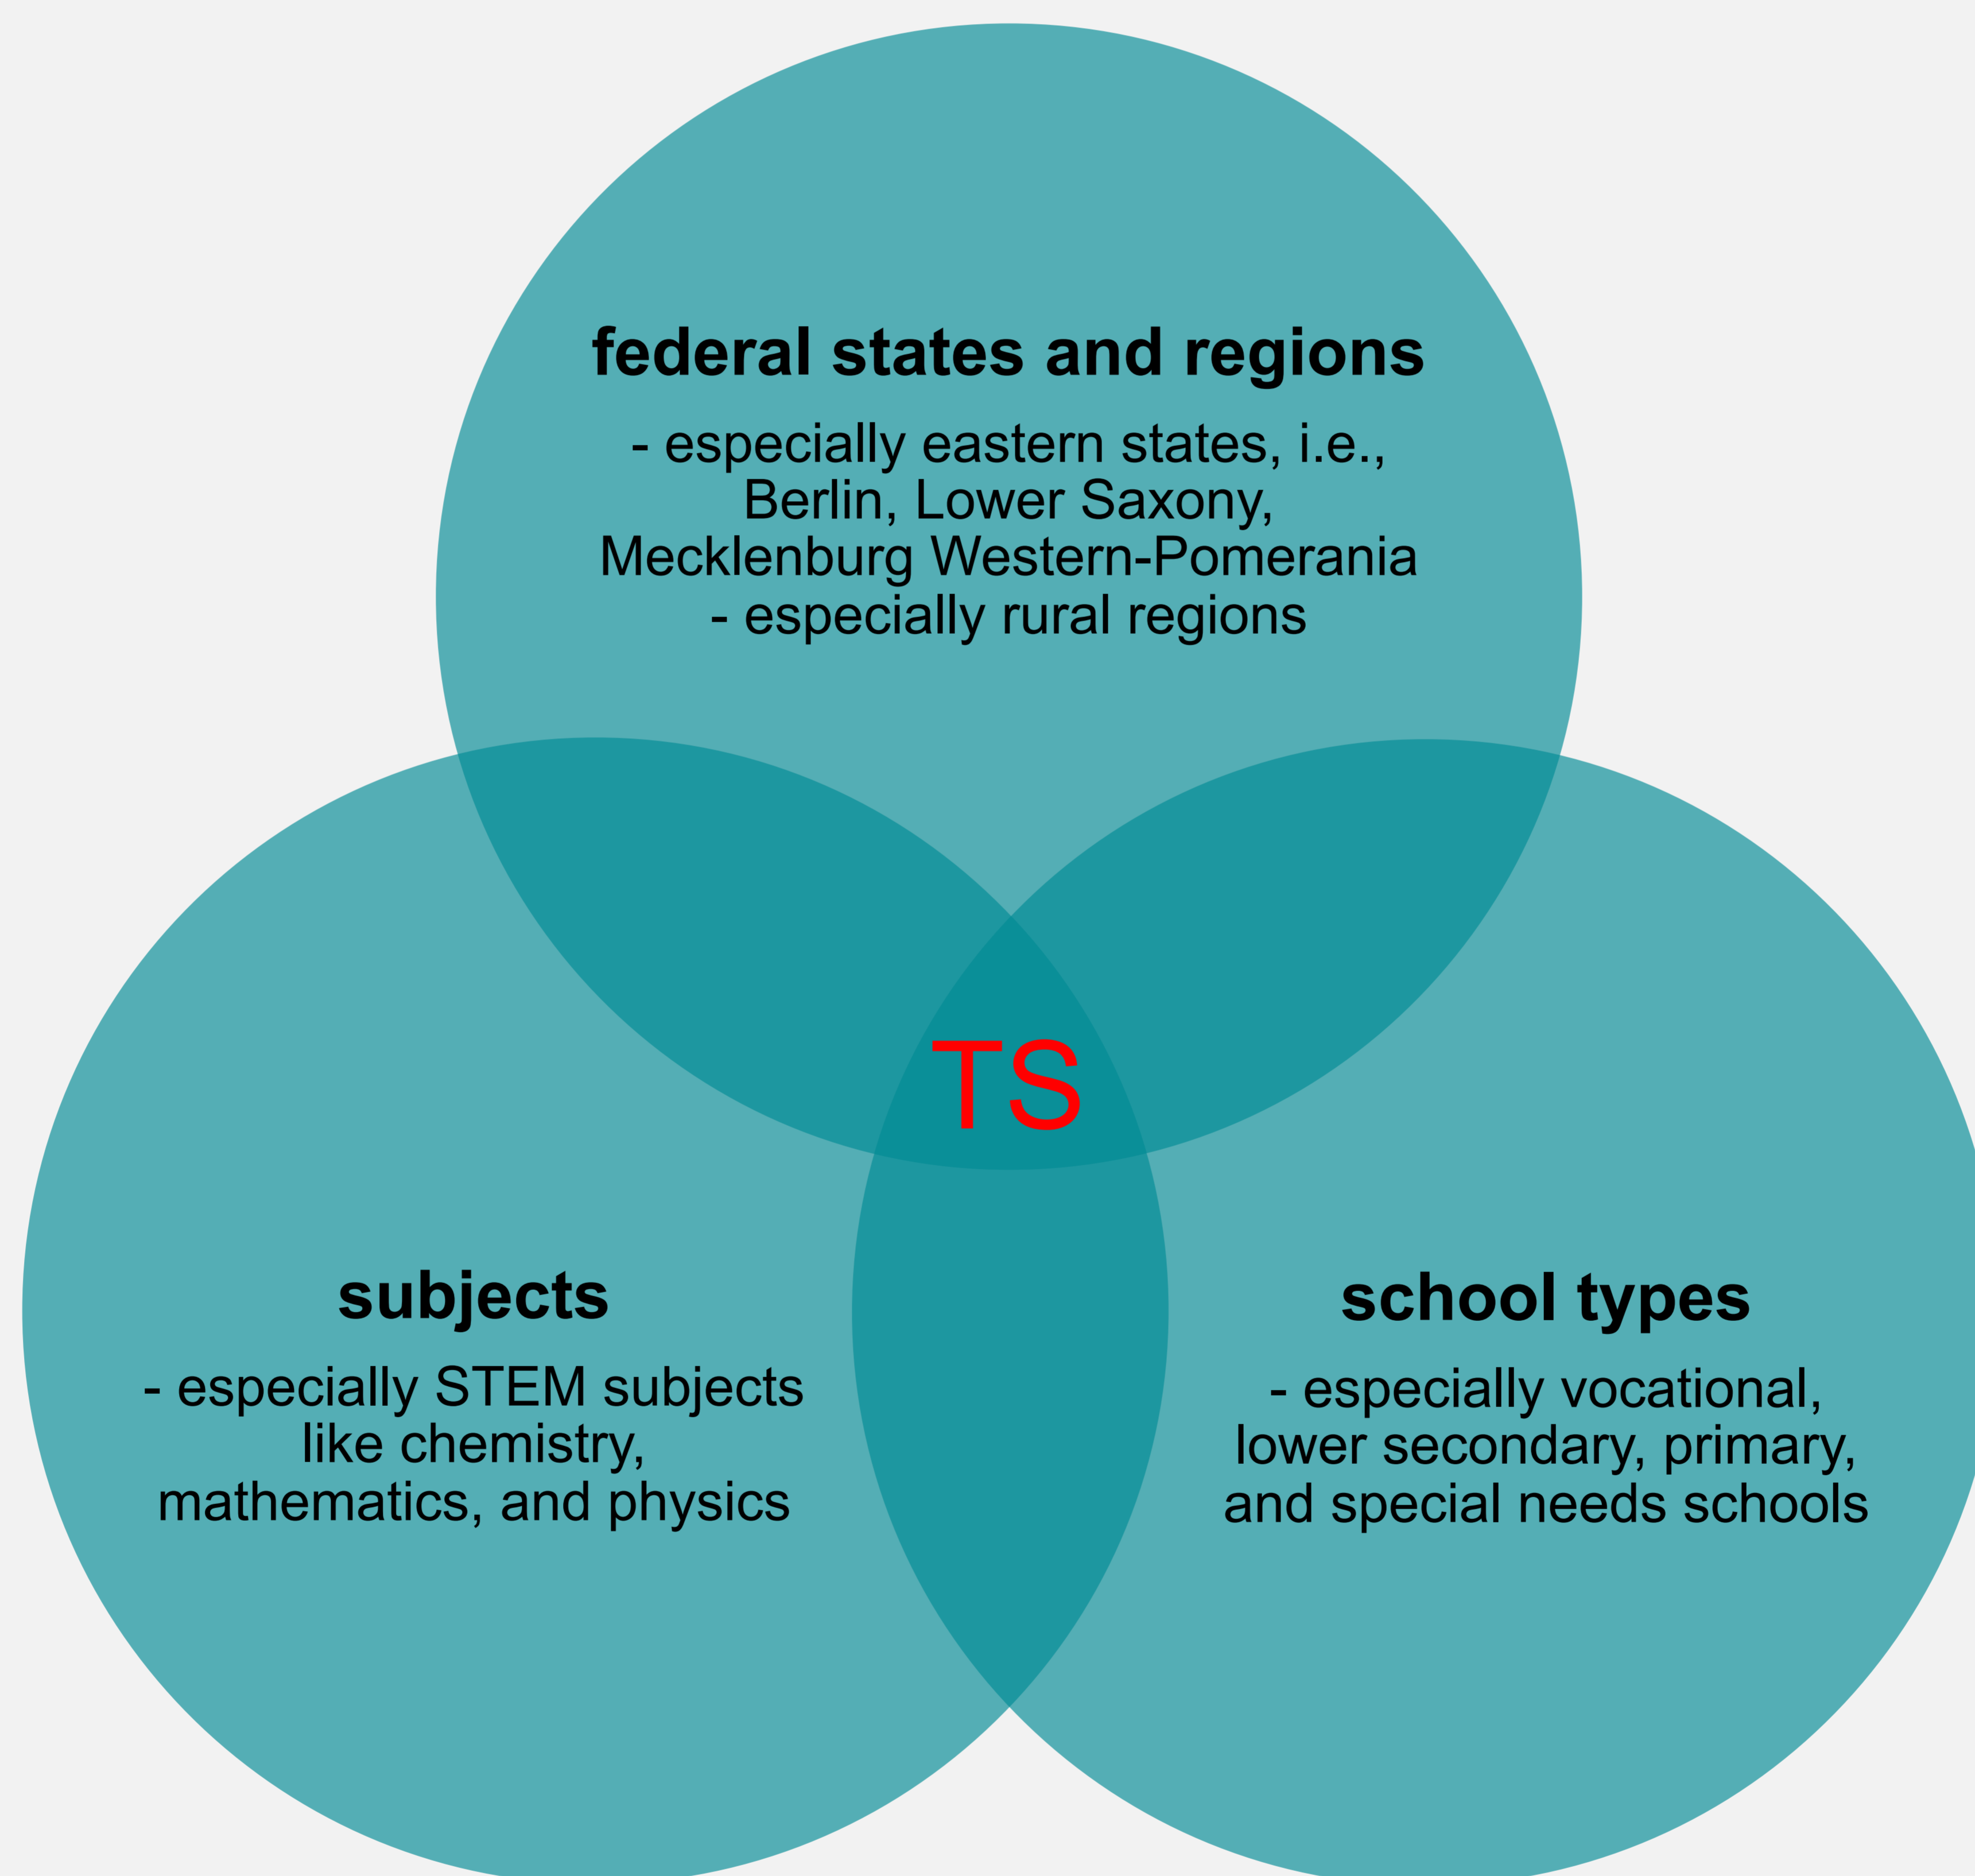 federal states and regions
- especially eastern states, i.e.,
Berlin, Lower Saxony,
Mecklenburg Western-Pomerania
- especially rural regions
TS
subjects
- especially STEM subjects
like chemistry,
mathematics, and physics
school types
- especially vocational,
lower secondary, primary,
and special needs schools